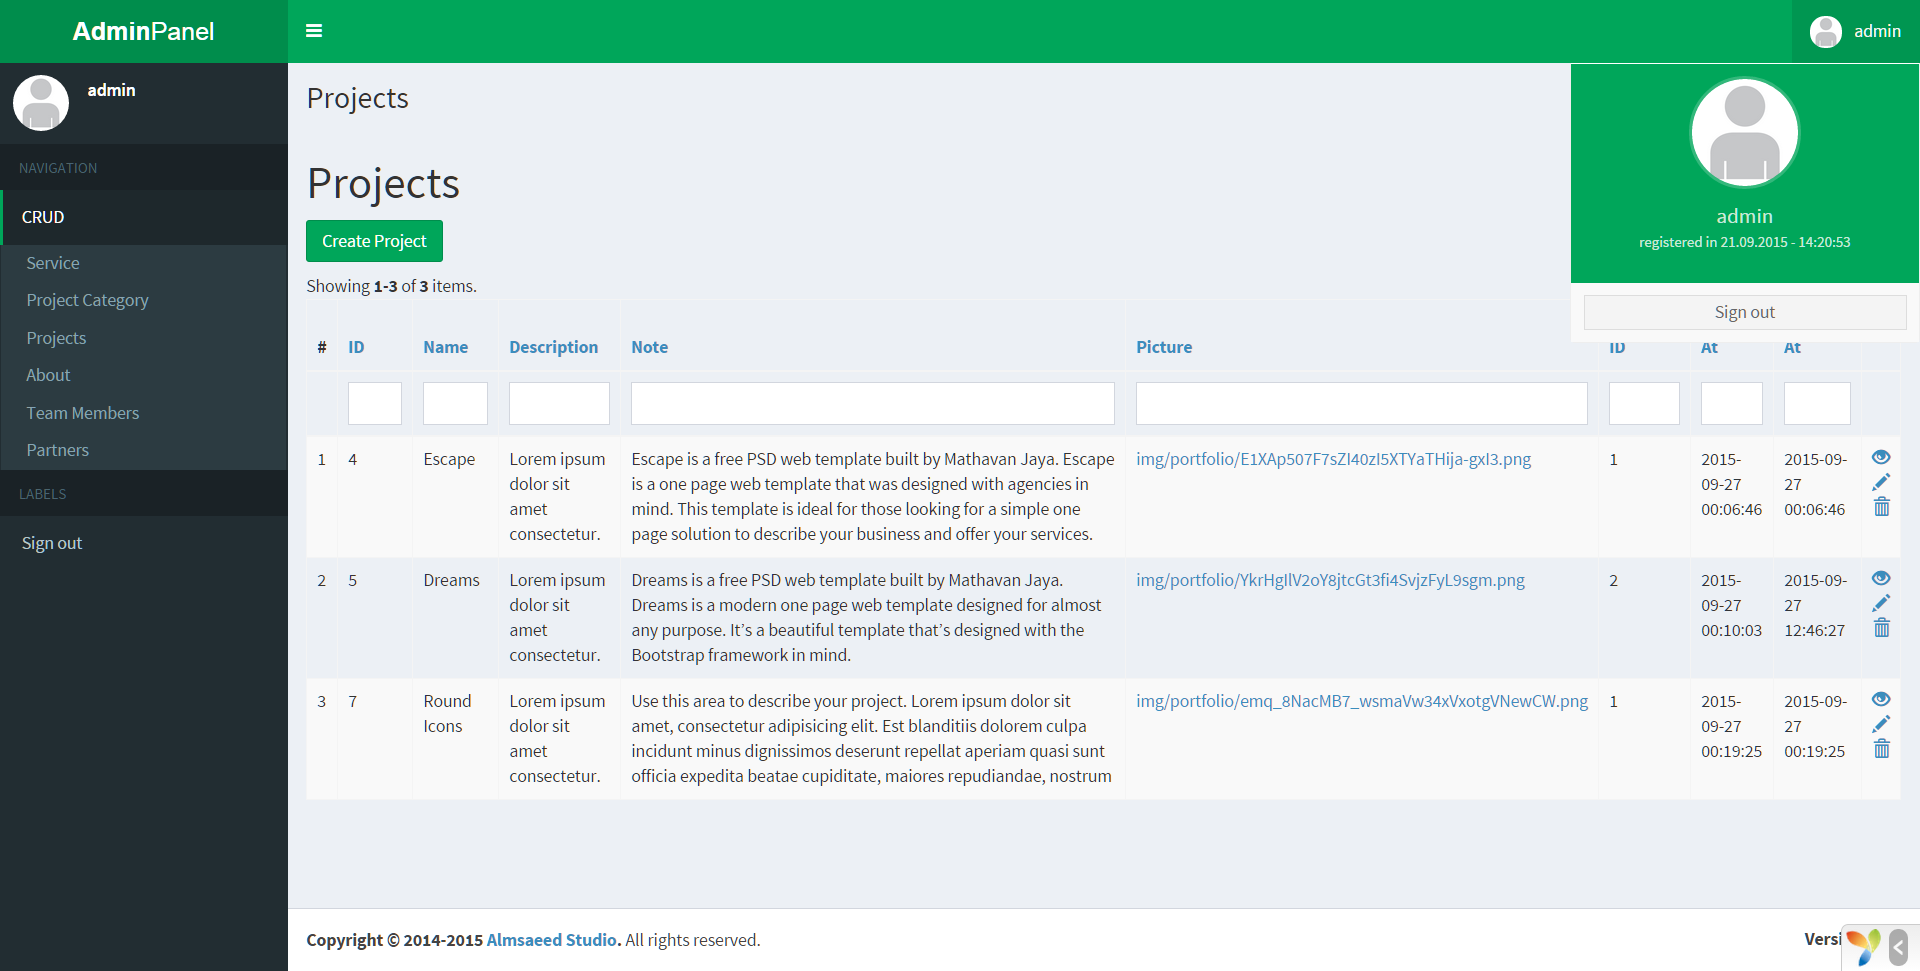 AdminPanel
admin
admin
NAVIGATION
CRUD
Service
Project Category
Projects
About
Team Members
Partners
LABELS
Sign out
Projects
Projects
Create Project
Showing 1-3 of 3 items.
admin
registered in 21.09.2015 - 14:20:53
Sign out
# ID Name Description Note Picture ID At At
1 4 Escape
Lorem ipsum
dolor sit
amet
consectetur.
Escape is a free PSD web template built by Mathavan Jaya. Escape
is a one page web template that was designed with agencies in
mind. This template is ideal for those looking for a simple one
page solution to describe your business and offer your services.
img/portfolio/E1XAp507F7sZI40zI5XTYaTHija-gxI3.png
1
2015-
09-27
00:06:46
2015-09-
27
00:06:46
2 5 Dreams
Lorem ipsum
dolor sit
amet
consectetur.
Dreams is a free PSD web template built by Mathavan Jaya.
Dreams is a modern one page web template designed for almost
any purpose. It’s a beautiful template that’s designed with the
Bootstrap framework in mind.
img/portfolio/YkrHgIlV2oY8jtcGt3fi4SvjzFyL9sgm.png
2
2015-
09-27
00:10:03
2015-09-
27
12:46:27
3 7 Round
Icons
Lorem ipsum
dolor sit
amet
consectetur.
Use this area to describe your project. Lorem ipsum dolor sit
amet, consectetur adipisicing elit. Est blanditiis dolorem culpa
incidunt minus dignissimos deserunt repellat aperiam quasi sunt
officia expedita beatae cupiditate, maiores repudiandae, nostrum
img/portfolio/emq_8NacMB7_wsmaVw34xVxotgVNewCW.png
1
2015-
09-27
00:19:25
2015-09-
27
00:19:25
Copyright © 2014-2015 Almsaeed Studio. All rights reserved.
Versi